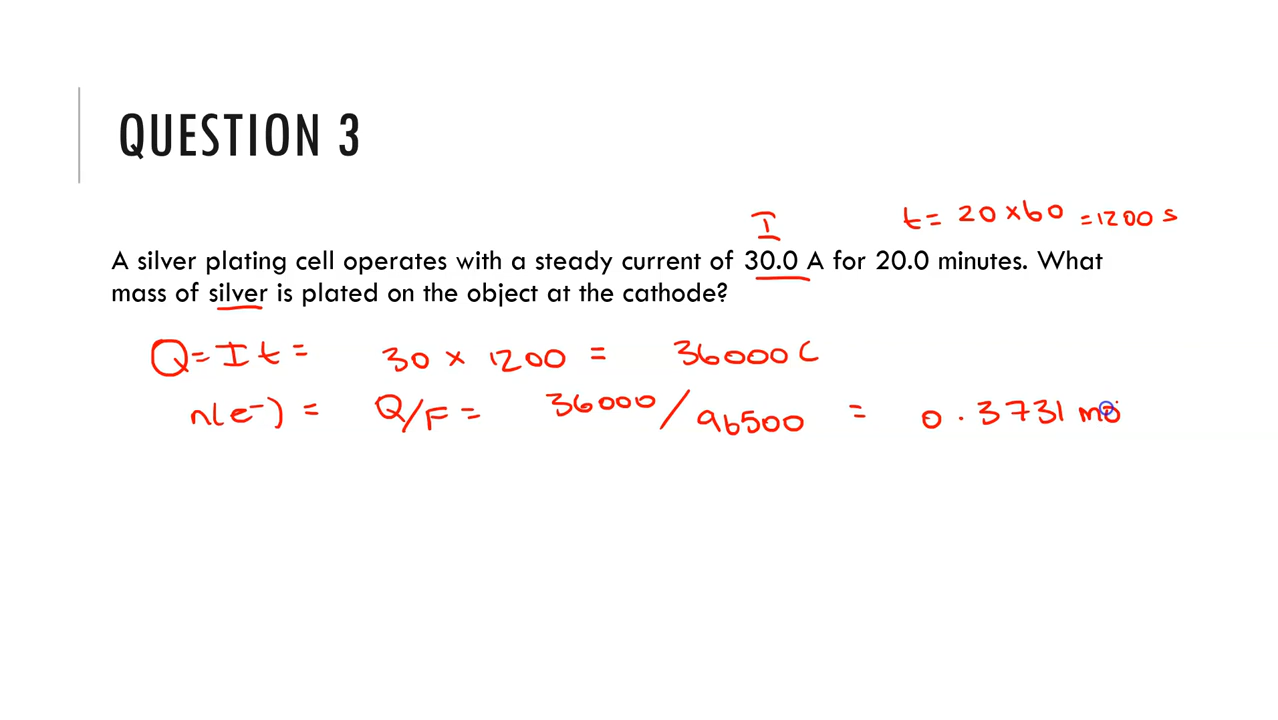 QUESTION 3
I
t = 20 × 60 = 1200 s
A silver plating cell operates with a steady current of 30.0 A for 20.0 minutes. What
mass of silver is plated on the object at the cathode?
Q = I t = 30 × 1200 = 36000 C
n(e-) = Q/F = 36000 / 96500 = 0.3731